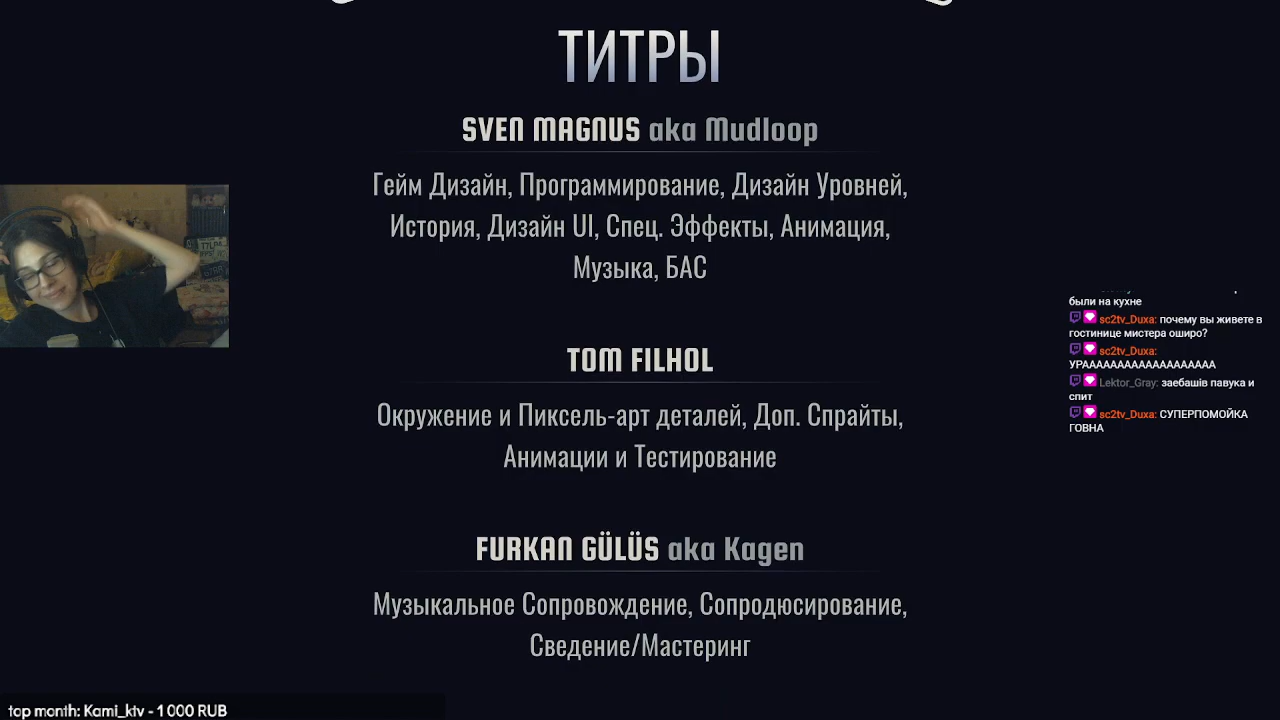 ТИТРЫ
SVEN MAGNUS aka Mudloop
Гейм Дизайн, Программирование, Дизайн Уровней,
История, Дизайн UI, Спец. Эффекты, Анимация,
Музыка, БАС
TOM FILHOL
Окружение и Пиксель-арт деталей, Доп. Спрайты,
Анимации и Тестирование
FURKAN GÜLÜS aka Kagen
Музыкальное Сопровождение, Сопродюсирование,
Сведение/Мастеринг
были на кухне
sc2tv_Duxa: почему вы живете в
гостинице мистера оширо?
sc2tv_Duxa:
УРАААААААААААААААААААА
Lektor_Gray: заебашів павука и
спит
sc2tv_Duxa: СУПЕРПОМОЙКА
ГОВНА
top month: Kami_ktv - 1 000 RUB